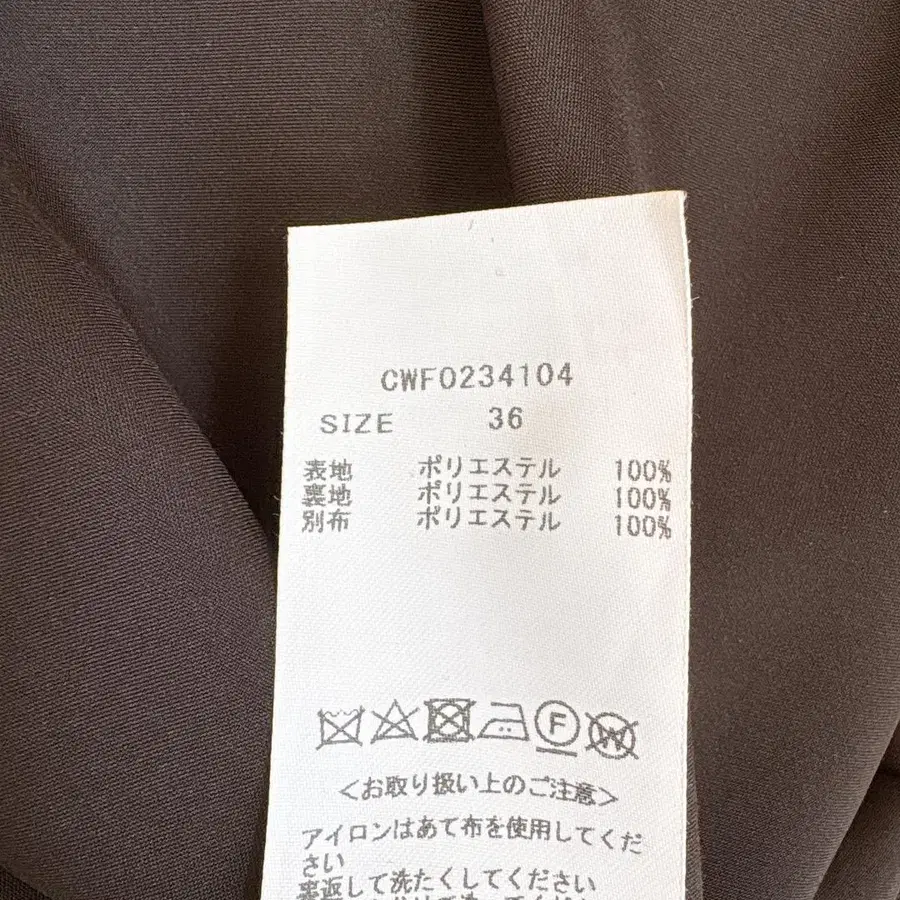 CWF0234104
SIZE 36
表地 ポリエステル 100%
裏地 ポリエステル 100%
別布 ポリエステル 100%
F W
＜お取り扱い上のご注意＞
アイロンはあて布を使用してくだ
さい
裏返して洗たくしてください